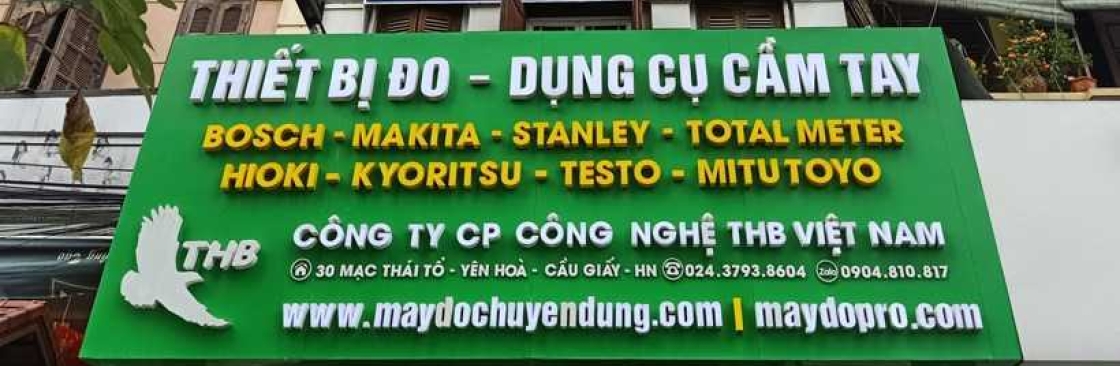 THIẾT BỊ ĐO - DỤNG CỤ CẦM TAY
BOSCH - MAKITA - STANLEY - TOTAL METER
HIOKI - KYORITSU - TESTO - MITUTOYO
THB
CÔNG TY CP CÔNG NGHỆ THB VIỆT NAM
30 MẠC THÁI TỔ - YÊN HOÀ - CẦU GIẤY - HN 024.3793.8604 Zalo 0904.810.817
www.maydochuyendung.com | maydopro.com